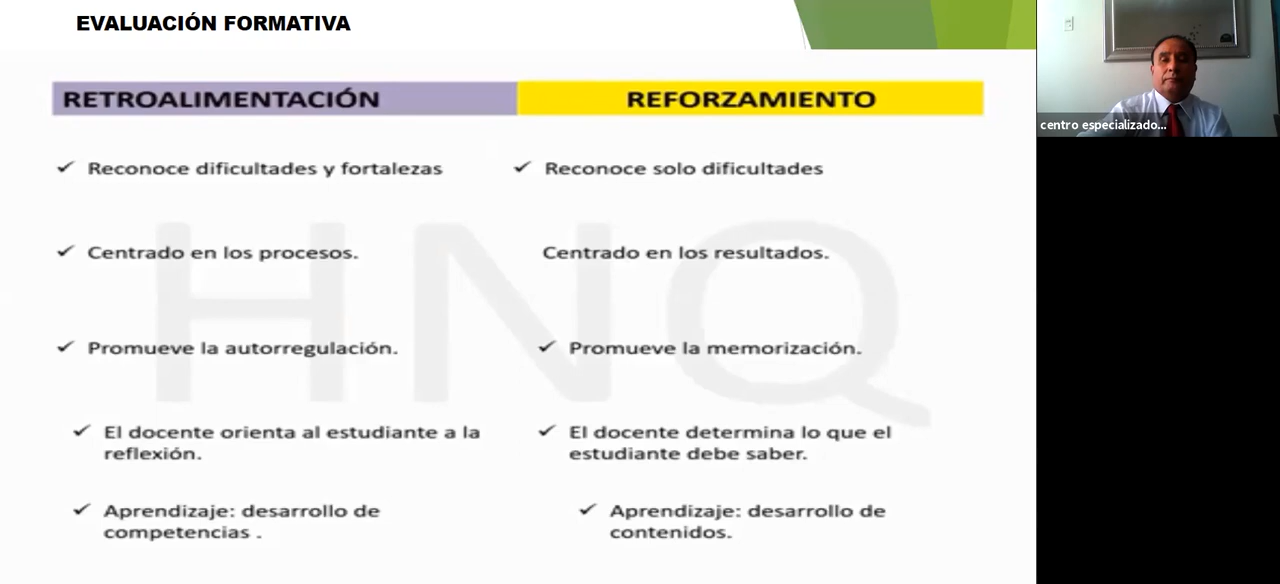 EVALUACIÓN FORMATIVA
RETROALIMENTACIÓN
REFORZAMIENTO
centro especializado...
Reconoce dificultades y fortalezas
Reconoce solo dificultades
HNQ
Centrado en los procesos.
Centrado en los resultados.
Promueve la autorregulación.
Promueve la memorización.
El docente orienta al estudiante a la
reflexión.
El docente determina lo que el
estudiante debe saber.
Aprendizaje: desarrollo de
competencias .
Aprendizaje: desarrollo de
contenidos.